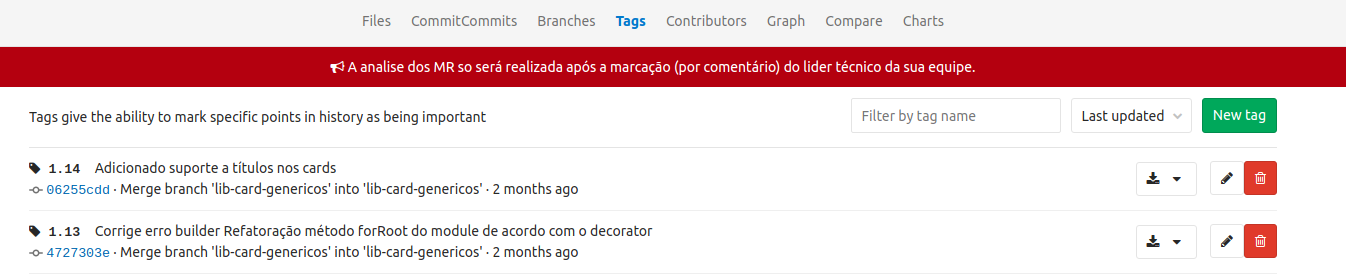 Files CommitCommits Branches Tags Contributors Graph Compare Charts
A analise dos MR so será realizada após a marcação (por comentário) do lider técnico da sua equipe.
Tags give the ability to mark specific points in history as being important Filter by tag name Last updated New tag
1.14 Adicionado suporte a títulos nos cards
06255cdd · Merge branch 'lib-card-genericos' into 'lib-card-genericos' · 2 months ago
1.13 Corrige erro builder Refatoração método forRoot do module de acordo com o decorator
4727303e · Merge branch 'lib-card-genericos' into 'lib-card-genericos' · 2 months ago